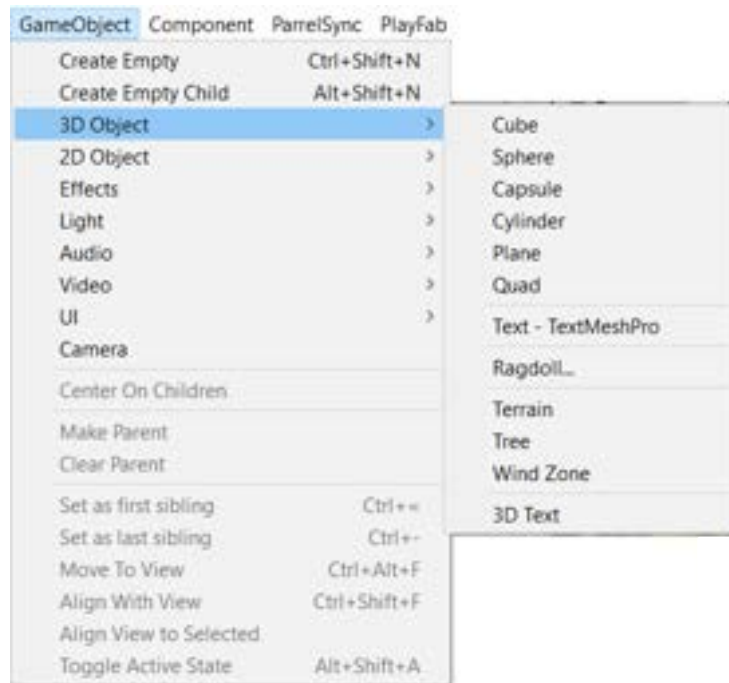 GameObject Component ParrelSync PlayFab
Create Empty Ctrl+Shift+N
Create Empty Child Alt+Shift+N
3D Object >
2D Object >
Effects >
Light >
Audio >
Video >
UI >
Camera
Center On Children
Make Parent
Clear Parent
Set as first sibling Ctrl+=
Set as last sibling Ctrl+-
Move To View Ctrl+Alt+F
Align With View Ctrl+Shift+F
Align View to Selected
Toggle Active State Alt+Shift+A
Cube
Sphere
Capsule
Cylinder
Plane
Quad
Text - TextMeshPro
Ragdoll...
Terrain
Tree
Wind Zone
3D Text